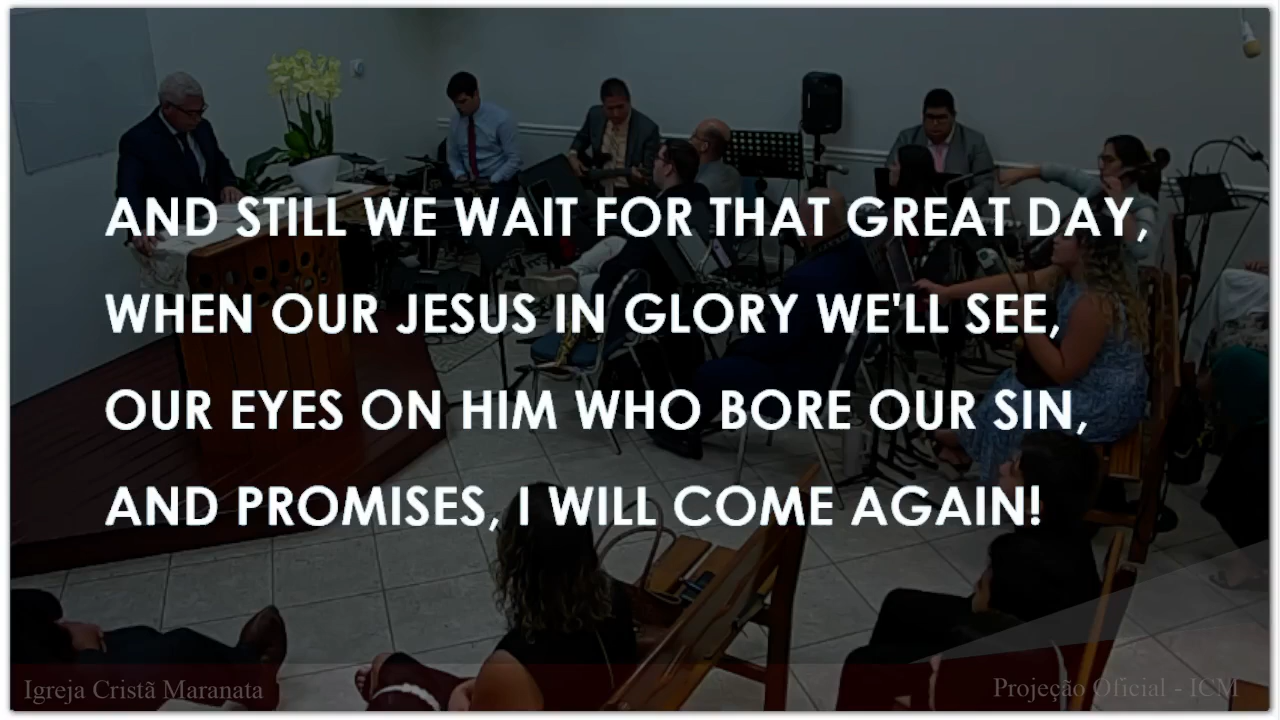 AND STILL WE WAIT FOR THAT GREAT DAY,
WHEN OUR JESUS IN GLORY WE'LL SEE,
OUR EYES ON HIM WHO BORE OUR SIN,
AND PROMISES, I WILL COME AGAIN!
Igreja Cristã Maranata
Projeção Oficial - ICM